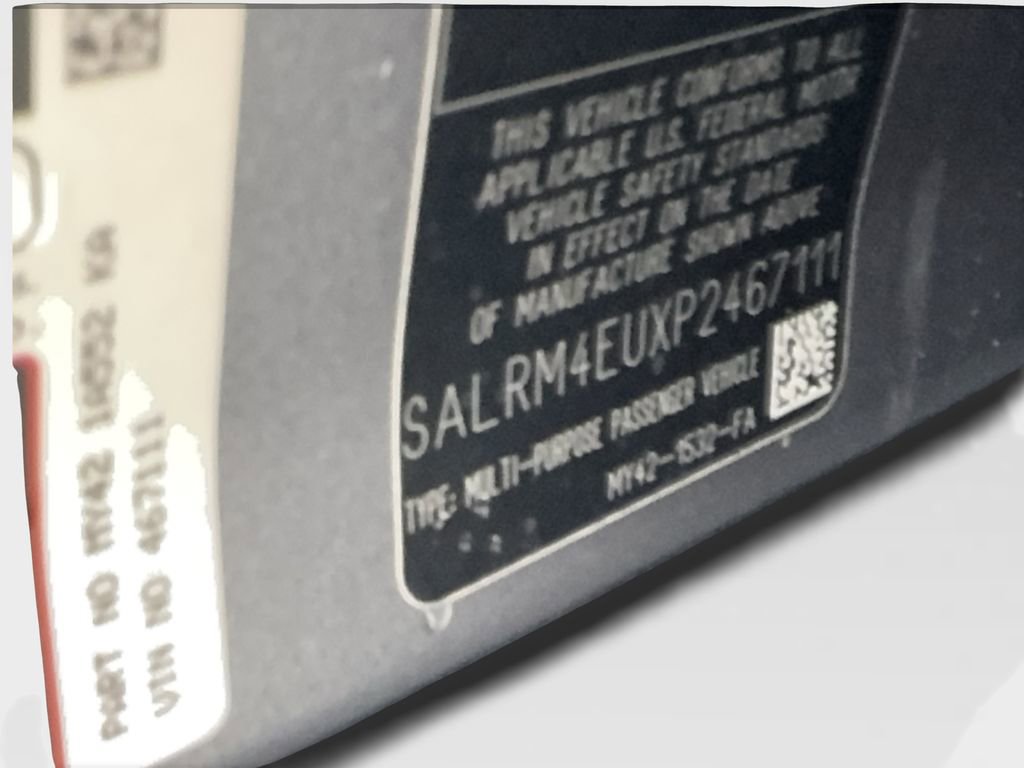 THIS VEHICLE CONFORMS TO ALL
APPLICABLE U.S. FEDERAL MOTOR
VEHICLE SAFETY STANDARDS
IN EFFECT ON THE DATE
OF MANUFACTURE SHOWN ABOVE
SALRM4EUXP2467111
TYPE: MULTI-PURPOSE PASSENGER VEHICLE
MY42-1532-FA
PART NO MY42 KA
VIN NO 467111